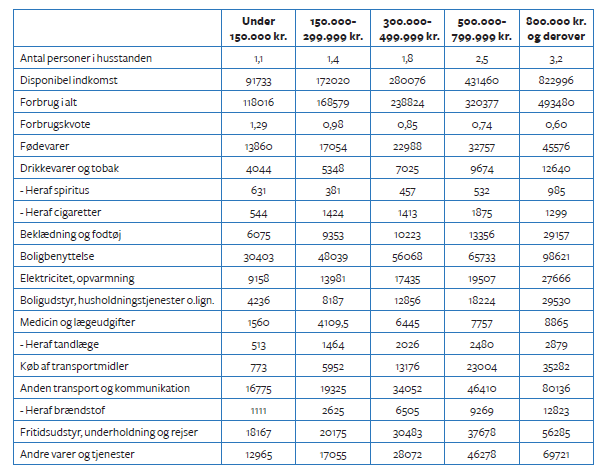 Under 150.000-299.999 kr. 300.000-499.999 kr. 500.000-799.999 kr. 800.000 kr.
150.000 kr. og derover
Antal personer i husstanden 1,1 1,4 1,8 2,5 3,2
Disponibel indkomst 91733 172020 280076 431460 822996
Forbrug i alt 118016 168579 238824 320377 493480
Forbrugskvote 1,29 0,98 0,85 0,74 0,60
Fødevarer 13860 17054 22988 32757 45576
Drikkevarer og tobak 4044 5348 7025 9674 12640
- Heraf spiritus 631 381 457 532 985
- Heraf cigaretter 544 1424 1413 1875 1299
Beklædning og fodtøj 6075 9353 10223 13356 29157
Boligbenyttelse 30403 48039 56068 65733 98621
Elektricitet, opvarmning 9158 13981 17435 19507 27666
Boligudstyr, husholdningstjenester o.lign. 4236 8187 12856 18224 29530
Medicin og lægeudgifter 1560 4109,5 6445 7757 8865
- Heraf tandlæge 513 1464 2026 2480 2879
Køb af transportmidler 773 5952 13176 23004 35282
Anden transport og kommunikation 16775 19325 34052 46410 80136
- Heraf brændstof 1111 2625 6505 9269 12823
Fritidsudstyr, underholdning og rejser 18167 20175 30483 37678 56285
Andre varer og tjenester 12965 17055 28072 46278 69721